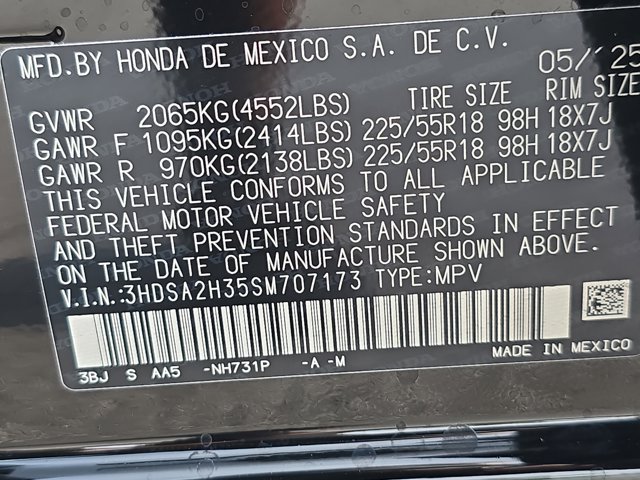 MFD. BY HONDA DE MEXICO S.A. DE C.V. 05/'25
TIRE SIZE RIM SIZE
GVWR 2065KG(4552LBS)
GAWR F 1095KG(2414LBS) 225/55R18 98H 18X7J
GAWR R 970KG(2138LBS) 225/55R18 98H 18X7J
THIS VEHICLE CONFORMS TO ALL APPLICABLE
FEDERAL MOTOR VEHICLE SAFETY
AND THEFT PREVENTION STANDARDS IN EFFECT
ON THE DATE OF MANUFACTURE SHOWN ABOVE.
V.I.N.:3HDSA2H35SM707173 TYPE:MPV
3BJ S AA5 -NH731P -A -M
MADE IN MEXICO